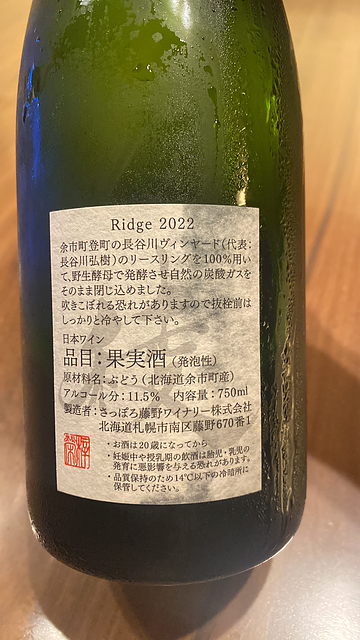 Ridge 2022
余市町登町の長谷川ヴィンヤード(代表:
長谷川弘樹)のリースリングを100%用い
て、野生酵母で発酵させ自然の炭酸ガスを
そのまま閉じ込めました。
吹きこぼれる恐れがありますので抜栓前は
しっかりと冷やして下さい。
日本ワイン
品目:果実酒(発泡性)
原材料名:ぶどう(北海道余市町産)
アルコール分:11.5% 内容量:750ml
製造者:さっぽろ藤野ワイナリー株式会社
北海道札幌市南区藤野670番1
・お酒は20歳になってから
・妊娠中や授乳期の飲酒は胎児・乳児の
発育に悪影響を与える恐れがあります。
・品質保持のため14℃以下の冷暗所に
保管してください。